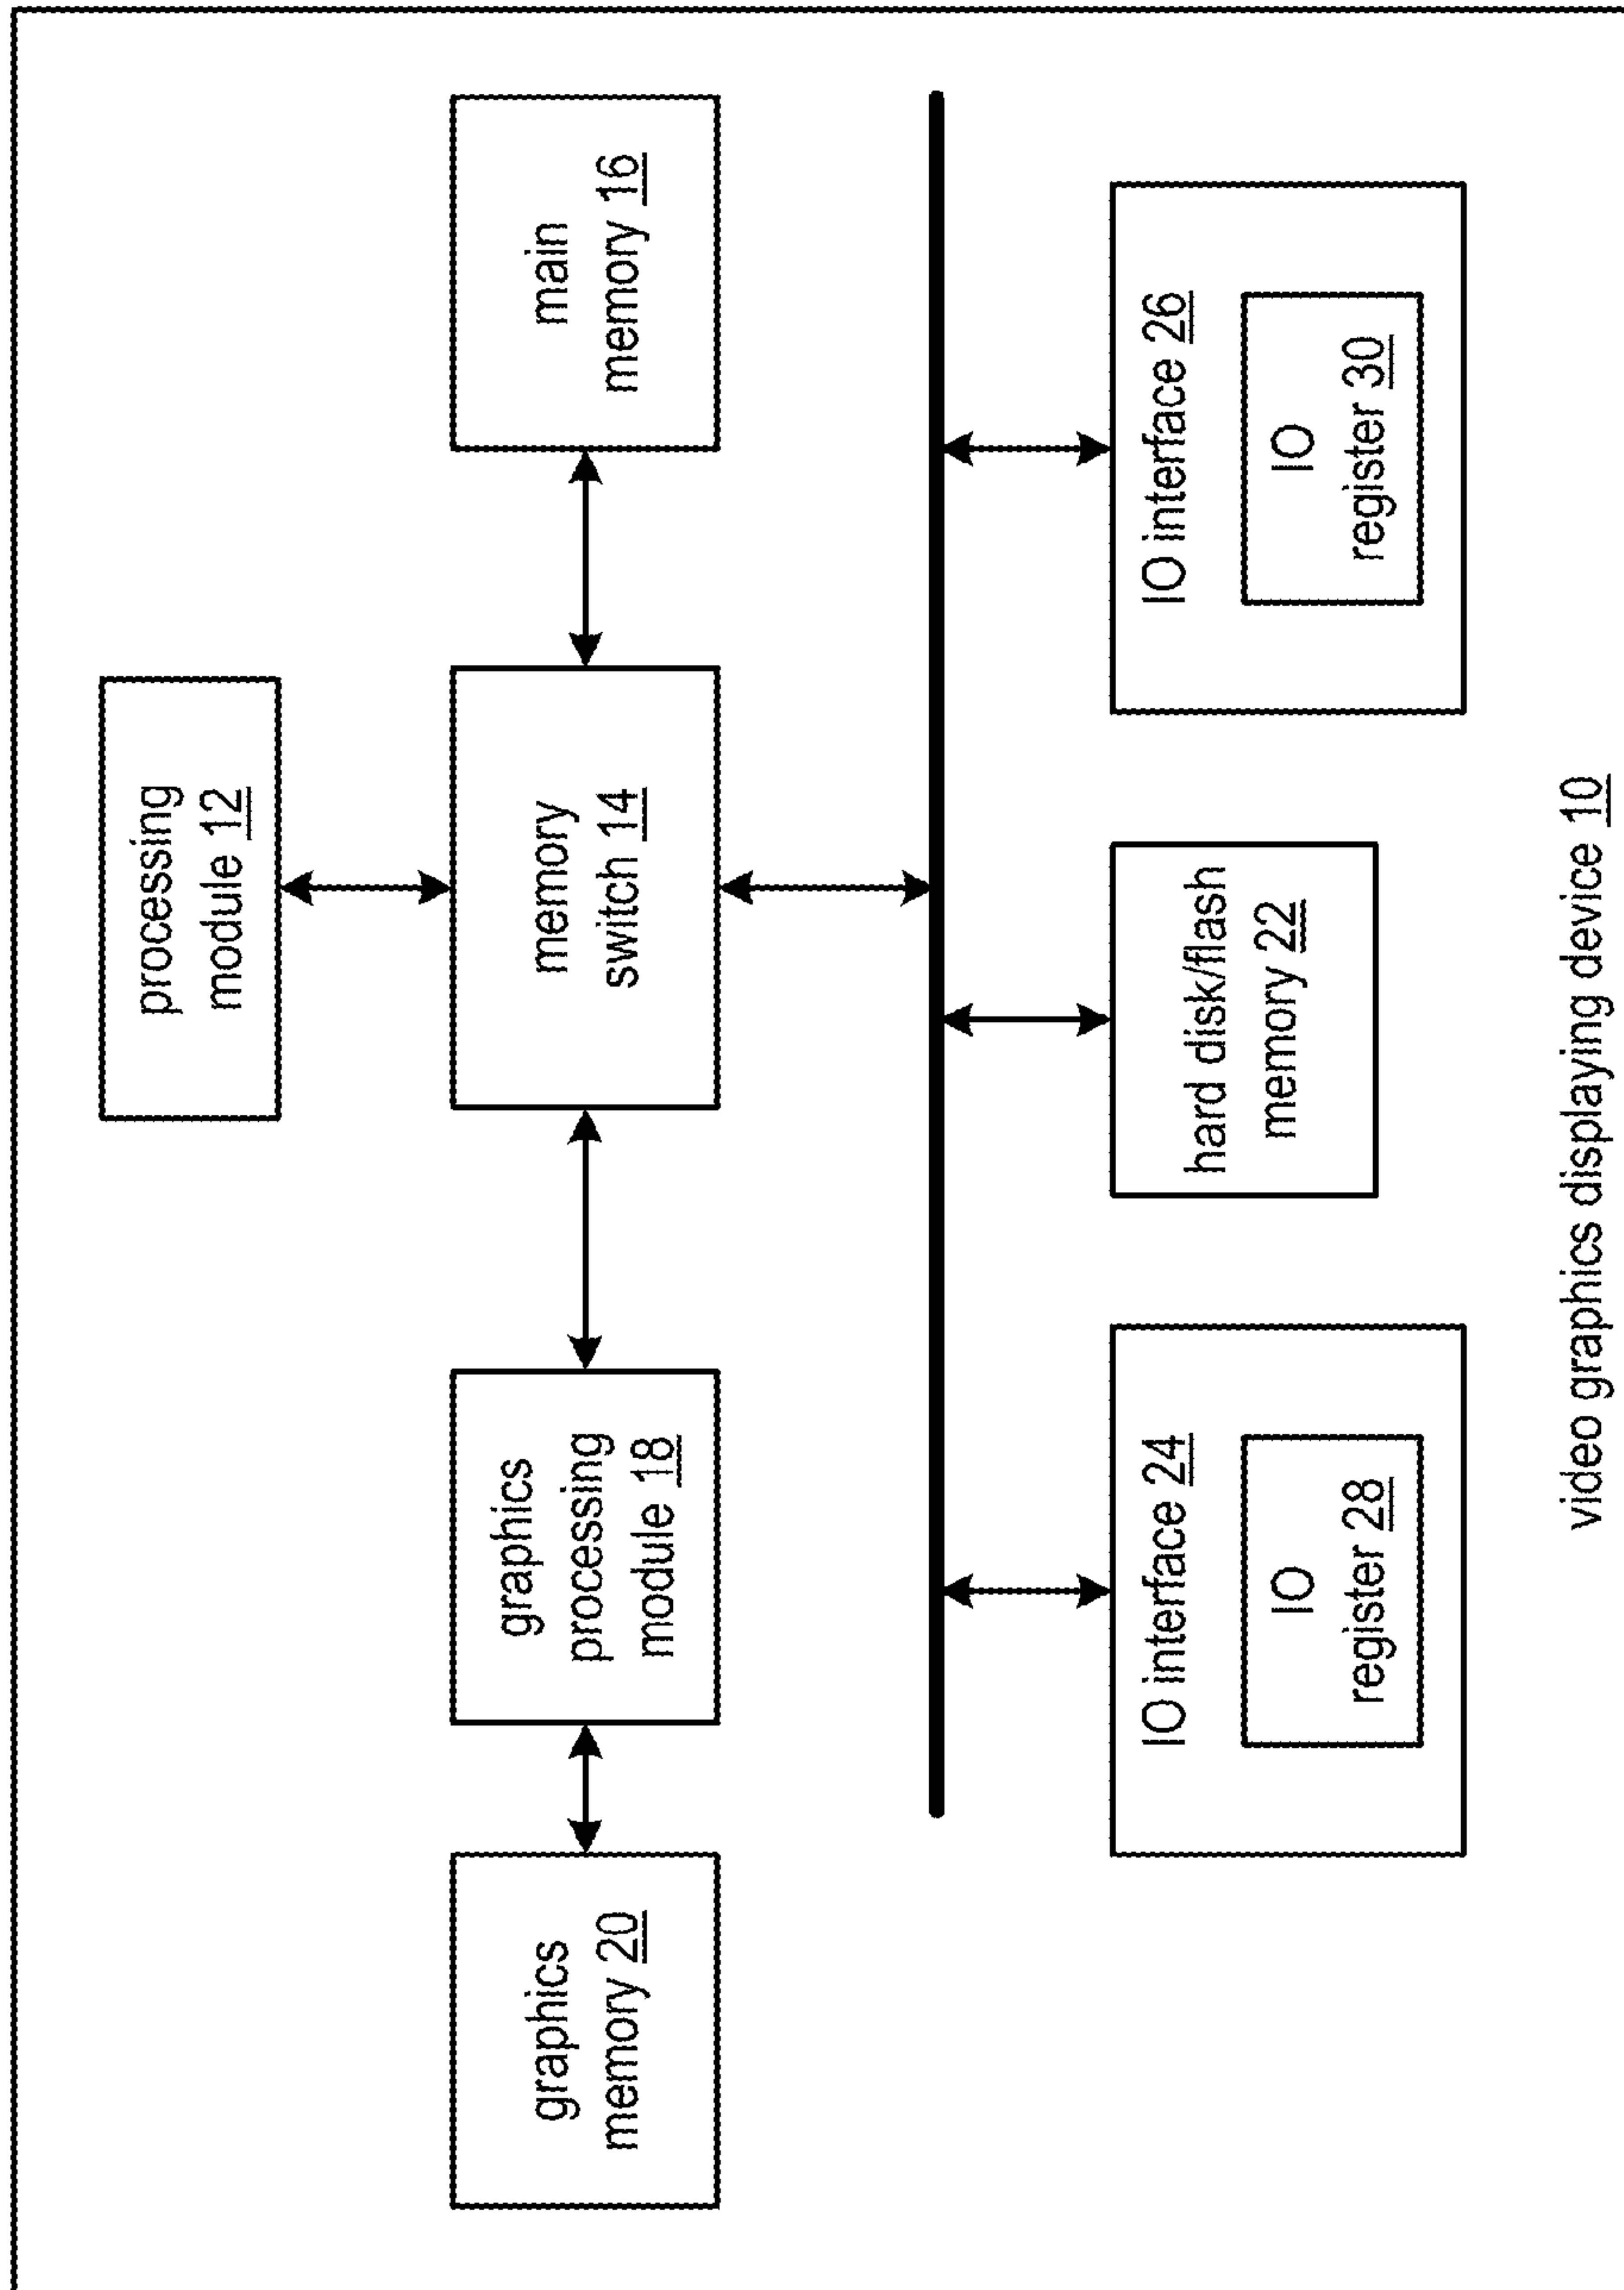 processing
module 12
graphics
memory 20
graphics
processing
module 18
memory
switch 14
main
memory 16
IO interface 24
IO
register 28
hard disk/flash
memory 22
IO interface 26
IO
register 30
video graphics displaying device 10